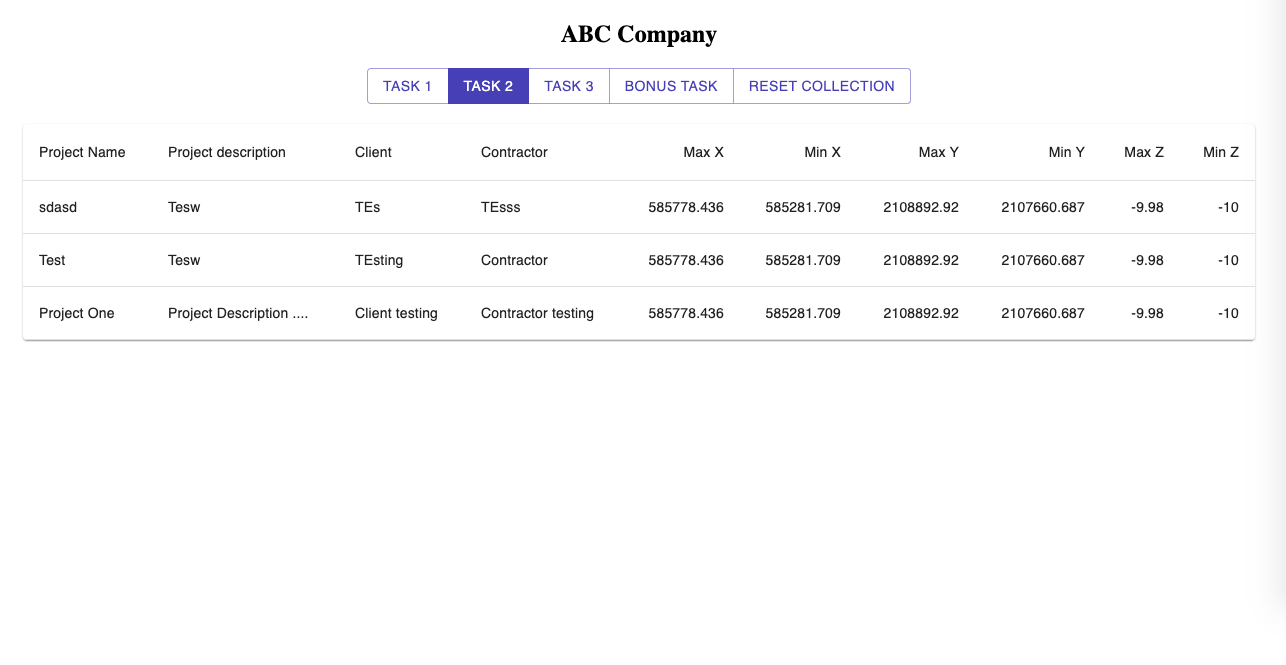 ABC Company
TASK 1 TASK 2 TASK 3 BONUS TASK RESET COLLECTION
Project Name Project description Client Contractor Max X Min X Max Y Min Y Max Z Min Z
sdasd Tesw TEs TEsss 585778.436 585281.709 2108892.92 2107660.687 -9.98 -10
Test Tesw TEsting Contractor 585778.436 585281.709 2108892.92 2107660.687 -9.98 -10
Project One Project Description .... Client testing Contractor testing 585778.436 585281.709 2108892.92 2107660.687 -9.98 -10